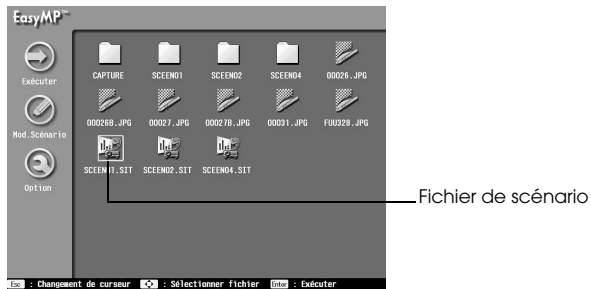 EasyMP™
Exécuter
Mod.Scénario
Option
CAPTURE SCEEN01 SCEEN02 SCEEN04 00026.JPG
00026B.JPG 00027.JPG 00027B.JPG 00031.JPG FUU328.JPG
SCEEN01.SIT SCEEN02.SIT SCEEN04.SIT
Fichier de scénario
Esc : Changement de curseur : Sélectionner fichier Enter : Exécuter